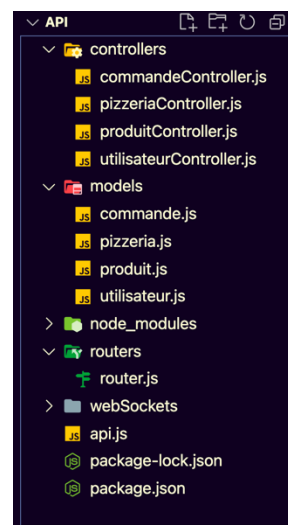 API
controllers
JS commandeController.js
JS pizzeriaController.js
JS produitController.js
JS utilisateurController.js
models
JS commande.js
JS pizzeria.js
JS produit.js
JS utilisateur.js
node_modules
routers
router.js
webSockets
JS api.js
package-lock.json
package.json